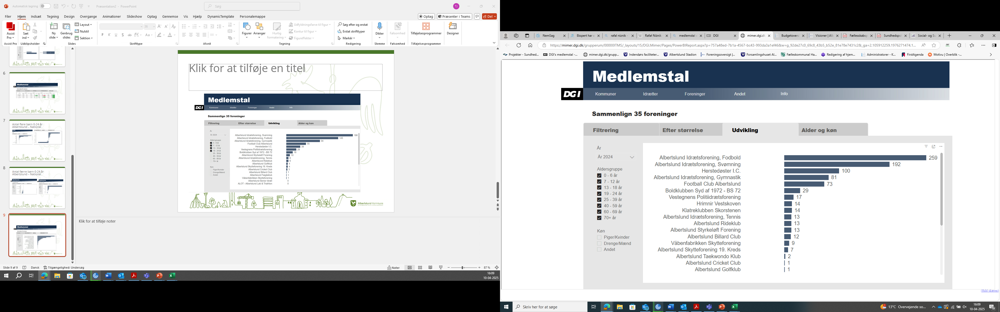 Automatisk lagring
Præsentation2 - PowerPoint
Søg
TJ
Filer Hjem Indsæt Tegning Design Overgange Animationer Slideshow Optag Gennemse Vis Hjælp DynamicTemplate Personalemappe
Optag Præsenter i Teams Del
Assist Pro
Sæt ind
Ny slide
Genbrug slides
Layout
Nulstil
Sektion
36
F K U S ab AV Aa A
Figurer
Arranger
Hurtig formatering
Udfyldningsfarve til figur
Kontur til figur
Figureffekter
Søg efter og erstat
Erstat skrifttyper
Markér
Dikter
Følsomhed
Tilføjelsesprogrammer
Designer
Assist Pro Udklipsholder Slides Skrifttype Afsnit Tegning Redigering Stemme Følsomhed Tilføjelsesprogrammer
6
Medlemstal
7
Antal flere børn 0-24 år
Albertslund – National
8
Antal færre børn 0-24 år
Albertslund – National
9
Medlemstal
Klik for at tilføje en titel
Medlemstal
DGI Kommuner Idrætter Foreninger Andet Info
Sammenlign 35 foreninger
Filtrering Efter størrelse Udvikling Alder og køn
År
År 2024
Aldersgruppe
0 - 6 år
7 - 12 år
13 - 18 år
19 - 24 år
25 - 39 år
40 - 59 år
60 - 69 år
70+ år
Køn
Piger/Kvinder
Drenge/Mænd
Andet
Albertslund Idrætsforening, Svømning 186
Albertslund Idrætsforening, Fodbold 145
Albertslund Idrætsforening, Gymnastik 94
Football Club Albertslund 55
Herstedøster I.C. 39
Vestegnens Politiidrætsforening 28
Boldklubben Syd af 1972 - BS 72 18
Albertslund Styrkeløft Forening 10
Albertslund Idrætsforening, Tennis 6
Albertslund Rideklub 6
Albertslund Golfklub 4
Albertslund Skytteforening 19. Kreds 4
Albertslund Cricket Club 3
Albertslund Billard Club 1
Albertslund Fægteklub 1
Våbenfabrikken Skytteforening 1
Albertslund Senior Idræt 0
ALOT - Albertslund Løb & Triathlon 0
Albertslund Kommune
Klik for at tilføje noter
Slide 9 af 9 Dansk Tilgængelighed: Undersøg
Noter 87 %
16:09
10-04-2025
NemSag
Ekspert har o
rafal niznik -
Rafał Niżnik
medlemstal d
DGI
mimer.dgi.dk
Budgetoversi
Visioner | Alb
Fællesskabsp
Sundhedspol
Social- og Su
https://mimer.dgi.dk/grupperum/00000ITMS/_layouts/15/DGI.Mimer/Pages/PowerBIReport.aspx?p=757a48ed-7b1a-4567-bc43-993da3a1ef46&w=g_92de27c0_69c8_43b5_b52e_81e78e7431c2&_ga=2.105912259.1976271474.1...
Projekter - Sundhed...
DGI's medlemstal -...
mimer.dgi.dk/grupp...
Indendørs faciliteter...
Albertslund Stadion
Foreningsoversigt |...
Forsamlingshuset Al...
Fælleskommunal Ha...
Redigering af hjem...
Administratorer - K...
FirstAgenda
Motivu | Overblik -...
Medlemstal
DGI Kommuner Idrætter Foreninger Andet Info
Sammenlign 35 foreninger
Filtrering Efter størrelse Udvikling Alder og køn
År
År 2024
Aldersgruppe
0 - 6 år
7 - 12 år
13 - 18 år
19 - 24 år
25 - 39 år
40 - 59 år
60 - 69 år
70+ år
Køn
Piger/Kvinder
Drenge/Mænd
Andet
Albertslund Idrætsforening, Fodbold 259
Albertslund Idrætsforening, Svømning 192
Herstedøster I.C. 100
Albertslund Idrætsforening, Gymnastik 81
Football Club Albertslund 73
Boldklubben Syd af 1972 - BS 72 29
Vestegnens Politiidrætsforening 17
Hrimnir Vestskoven 14
Klatreklubben Skorstenen 14
Albertslund Idrætsforening, Tennis 13
Albertslund Rideklub 13
Albertslund Styrkeløft Forening 13
Albertslund Billard Club 12
Våbenfabrikken Skytteforening 9
Albertslund Skytteforening 19. Kreds 7
Albertslund Taekwondo Klub 2
Albertslund Cricket Club 1
Albertslund Golfklub 1
(fuld skærm)
Skriv her for at søge
13°C Overvejende so...
16:09
10-04-2025
19